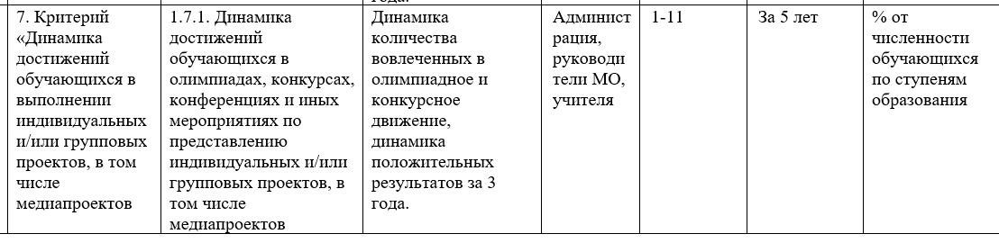 года.
7. Критерий
«Динамика
достижений
обучающихся в
выполнении
индивидуальных
и/или групповых
проектов, в том
числе
медиапроектов
1.7.1. Динамика
достижений
обучающихся в
олимпиадах, конкурсах,
конференциях и иных
мероприятиях по
представлению
индивидуальных и/или
групповых проектов, в
том числе
медиапроектов
Динамика
количества
вовлеченных в
олимпиадное и
конкурсное
движение,
динамика
положительных
результатов за 3
года.
Админист
рация,
руководи
тели МО,
учителя
1-11
За 5 лет
% от
численности
обучающихся
по ступеням
образования